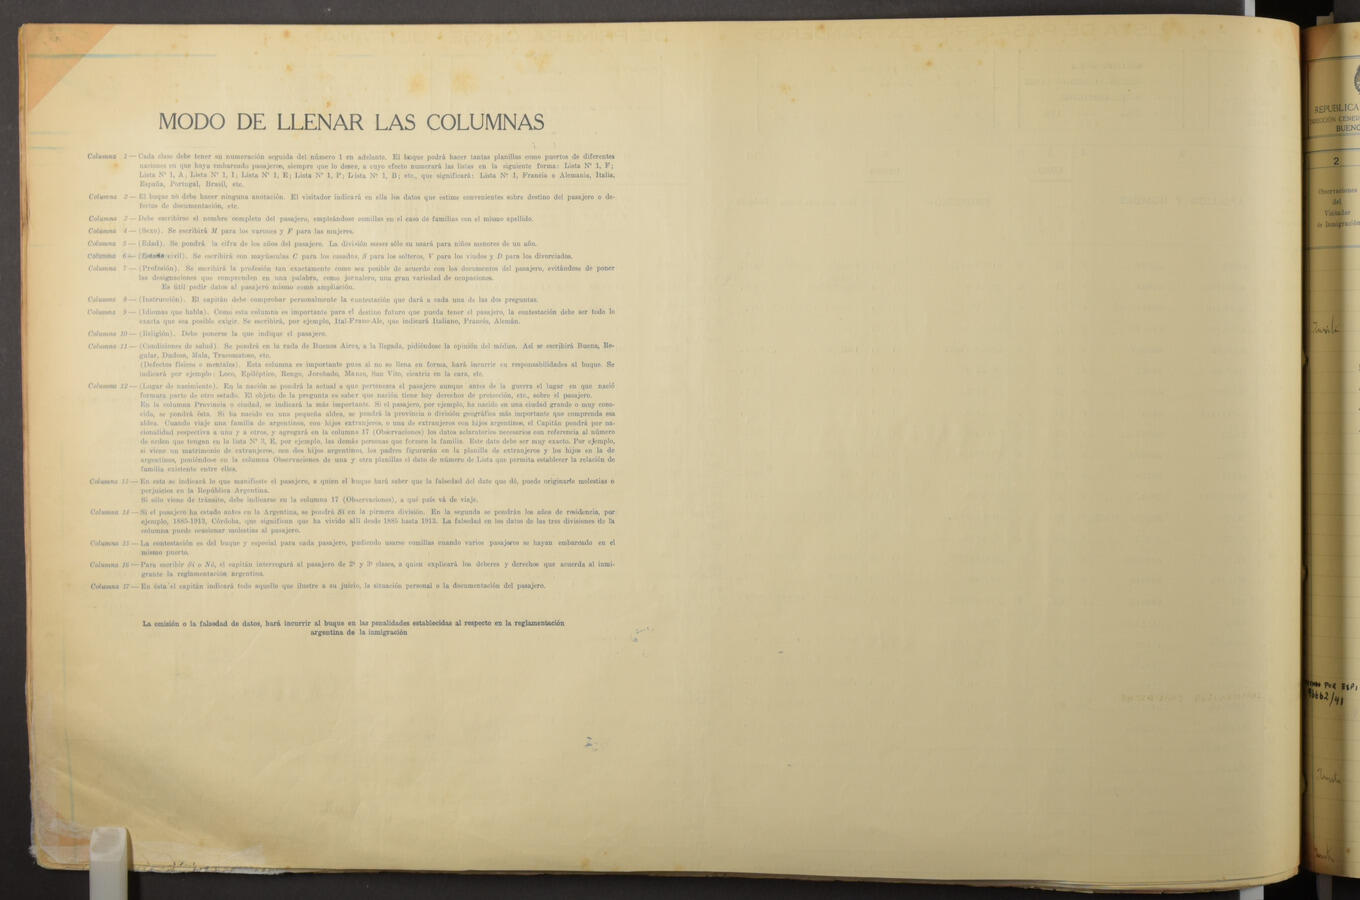 MODO DE LLENAR LAS COLUMNAS
Columna 1 — Cada clase debe tener su numeración seguida del número 1 en adelante. El buque podrá hacer tantas planillas como puertos de diferentes
naciones en que haya embarcado pasajeros, siempre que lo desee, a cuyo efecto numerará las listas en la siguiente forma: Lista Nº 1, F;
Lista Nº 1, A; Lista Nº 1, I; Lista Nº 1, E; Lista Nº 1, P; Lista Nº 1, B; etc., que significará: Lista Nº 1, Francia o Alemania, Italia,
España, Portugal, Brasil, etc.
Columna 2 — El buque no debe hacer ninguna anotación. El visitador indicará en ella los datos que estime convenientes sobre destino del pasajero o de-
fectos de documentación, etc.
Columna 3 — Debe escribirse el nombre completo del pasajero, empleándose comillas en el caso de familias con el mismo apellido.
Columna 4 — (Sexo). Se escribirá M para los varones y F para las mujeres.
Columna 5 — (Edad). Se pondrá la cifra de los años del pasajero. La división meses sólo su usará para niños menores de un año.
Columna 6 — (Estado civil). Se escribirá con mayúsculas C para los casados, S para los solteros, V para los viudos y D para los divorciados.
Columna 7 — (Profesión). Se escribirá la profesión tan exactamente como sea posible de acuerdo con los documentos del pasajero, evitándose de poner
las designaciones que comprenden en una palabra, como jornalero, una gran variedad de ocupaciones.
Es útil pedir datos al pasajero mismo como ampliación.
Columna 8 — (Instrucción). El capitán debe comprobar personalmente la contestación que dará a cada una de las dos preguntas.
Columna 9 — (Idiomas que habla). Como esta columna es importante para el destino futuro que pueda tener el pasajero, la contestación debe ser todo lo
exacta que sea posible exigir. Se escribirá, por ejemplo, Ital-Franc-Ale, que indicará Italiano, Francés, Alemán.
Columna 10 — (Religión). Debe ponerse la que indique el pasajero.
Columna 11 — (Condiciones de salud). Se pondrá en la rada de Buenos Aires, a la llegada, pidiéndose la opinión del médico. Así se escribirá Buena, Re-
gular, Dudosa, Mala, Tracomatoso, etc.
(Defectos físicos o mentales). Esta columna es importante pues si no se llena en forma, hará incurrir en responsabilidades al buque. Se
indicará por ejemplo: Loco, Epiléptico, Rengo, Jorobado, Manco, San Vito, cicatriz en la cara, etc.
Columna 12 — (Lugar de nacimiento). En la nación se pondrá la actual a que pertenezca el pasajero aunque antes de la guerra el lugar en que nació
formara parte de otro estado. El objeto de la pregunta es saber que nación tiene hoy derechos de protección, etc., sobre el pasajero.
En la columna Provincia o ciudad, se indicará la más importante. Si el pasajero, por ejemplo, ha nacido en una ciudad grande o muy cono-
cida, se pondrá ésta. Si ha nacido en una pequeña aldea, se pondrá la provincia o división geográfica más importante que comprenda esa
aldea. Cuando viaje una familia de argentinos, con hijos extranjeros, o una de extranjeros con hijos argentinos, el Capitán pondrá por na-
cionalidad respectiva a uno y a otros, y agregará en la columna 17 (Observaciones) los datos aclaratorios necesarios con referencia al número
de orden que tengan en la lista Nº 3, E, por ejemplo, las demás personas que formen la familia. Este dato debe ser muy exacto. Por ejemplo,
si viene un matrimonio de extranjeros, con dos hijos argentinos, los padres figurarán en la planilla de extranjeros y los hijos en la de
argentinos, poniéndose en la columna Observaciones de una y otra planillas el dato de número de Lista que permita establecer la relación de
familia existente entre ellos.
Columna 13 — En esta se indicará lo que manifieste el pasajero, a quien el buque hará saber que la falsedad del dato que dé, puede originarle molestias o
perjuicios en la República Argentina.
Si sólo viene de tránsito, debe indicarse en la columna 17 (Observaciones), a qué país vá de viaje.
Columna 14 — Si el pasajero ha estado antes en la Argentina, se pondrá Sí en la pirmera división. En la segunda se pondrán los años de residencia, por
ejemplo, 1885-1913, Córdoba, que significan que ha vivido allí desde 1885 hasta 1913. La falsedad en los datos de las tres divisiones de la
columna puede ocasionar molestias al pasajero.
Columna 15 — La contestación es del buque y especial para cada pasajero, pudiendo usarse comillas cuando varios pasajeros se hayan embarcado en el
mismo puerto.
Columna 16 — Para escribir Sí o Nó, el capitán interrogará al pasajero de 2ª y 3ª clases, a quien explicará los deberes y derechos que acuerda al inmi-
grante la reglamentación argentina.
Columna 17 — En ésta el capitán indicará todo aquello que ilustre a su juicio, la situación personal o la documentación del pasajero.
La omisión o la falsedad de datos, hará incurrir al buque en las penalidades establecidas al respecto en la reglamentación
argentina de la inmigración
REPUBLICA
BUENO
2
Observaciones
del
Visitador
de Inmigración
POR ESPI